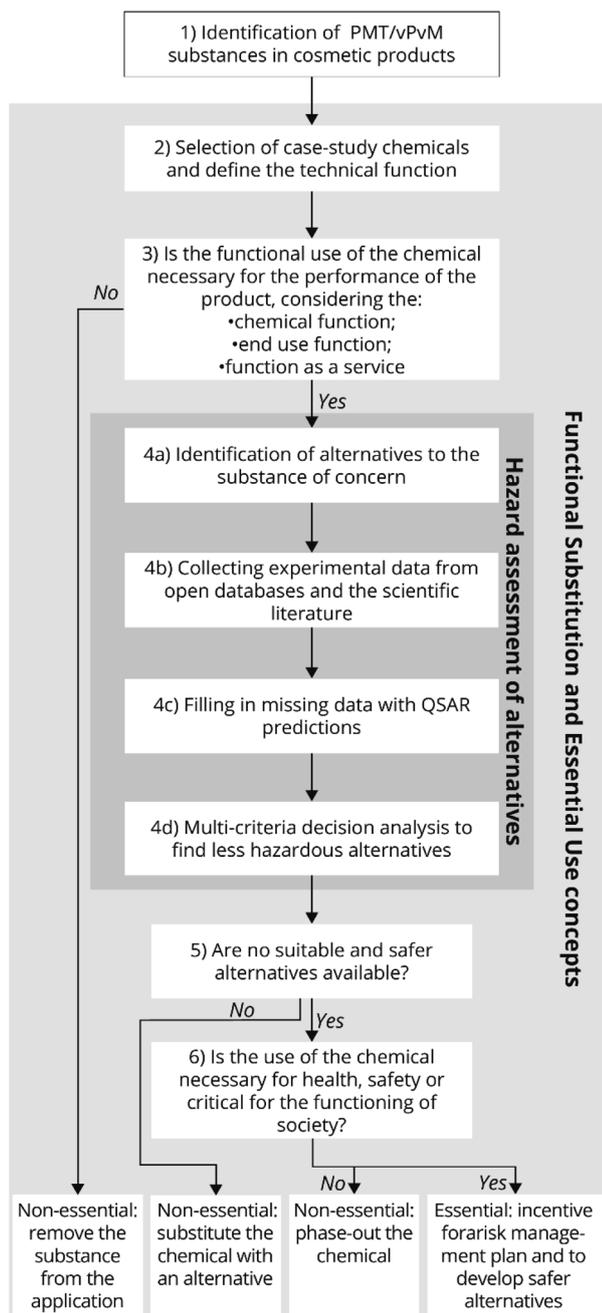 1) Identification of PMT/vPvM
substances in cosmetic products
2) Selection of case-study chemicals
and define the technical function
3) Is the functional use of the chemical
necessary for the performance of the
product, considering the:
•chemical function;
•end use function;
•function as a service
No
Yes
4a) Identification of alternatives to the
substance of concern
4b) Collecting experimental data from
open databases and the scientific
literature
4c) Filling in missing data with QSAR
predictions
4d) Multi-criteria decision analysis to
find less hazardous alternatives
Hazard assessment of alternatives
Functional Substitution and Essential Use concepts
5) Are no suitable and safer
alternatives available?
No
Yes
6) Is the use of the chemical
necessary for health, safety or
critical for the functioning of
society?
No
Yes
Non-essential:
remove the
substance
from the
application
Non-essential:
substitute the
chemical with
an alternative
Non-essential:
phase-out the
chemical
Essential: incentive
forarisk manage-
ment plan and to
develop safer
alternatives